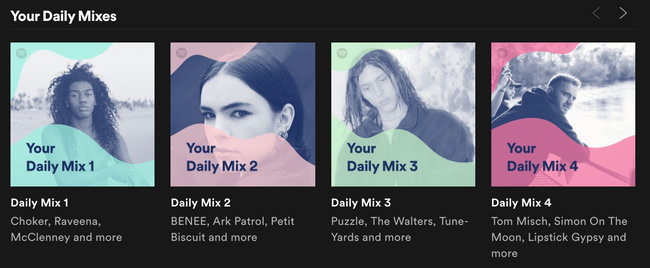 Your Daily Mixes
Your
Daily Mix 1
Your
Daily Mix 2
Your
Daily Mix 3
Your
Daily Mix 4
Daily Mix 1
Choker, Raveena,
McClenney and more
Daily Mix 2
BENEE, Ark Patrol, Petit
Biscuit and more
Daily Mix 3
Puzzle, The Walters, Tune-
Yards and more
Daily Mix 4
Tom Misch, Simon On The
Moon, Lipstick Gypsy and
more